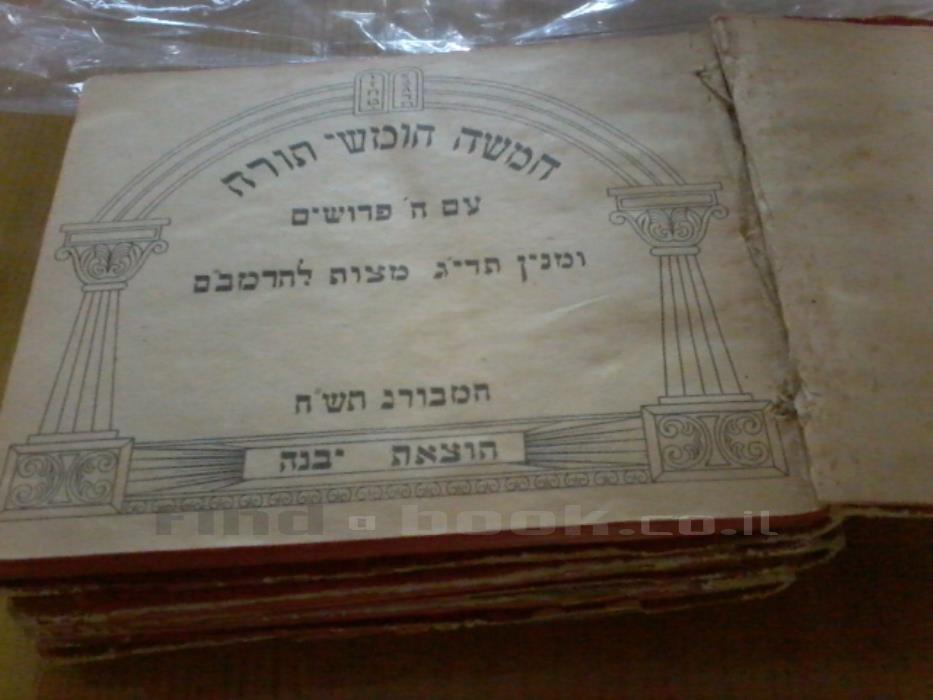 חמשה חומשי תורה
עם ה' פרושים
ומנין תרי"ג מצות להרמב"ם
המבורג תש"ח
הוצאת יבנה
Find-a-book.co.il